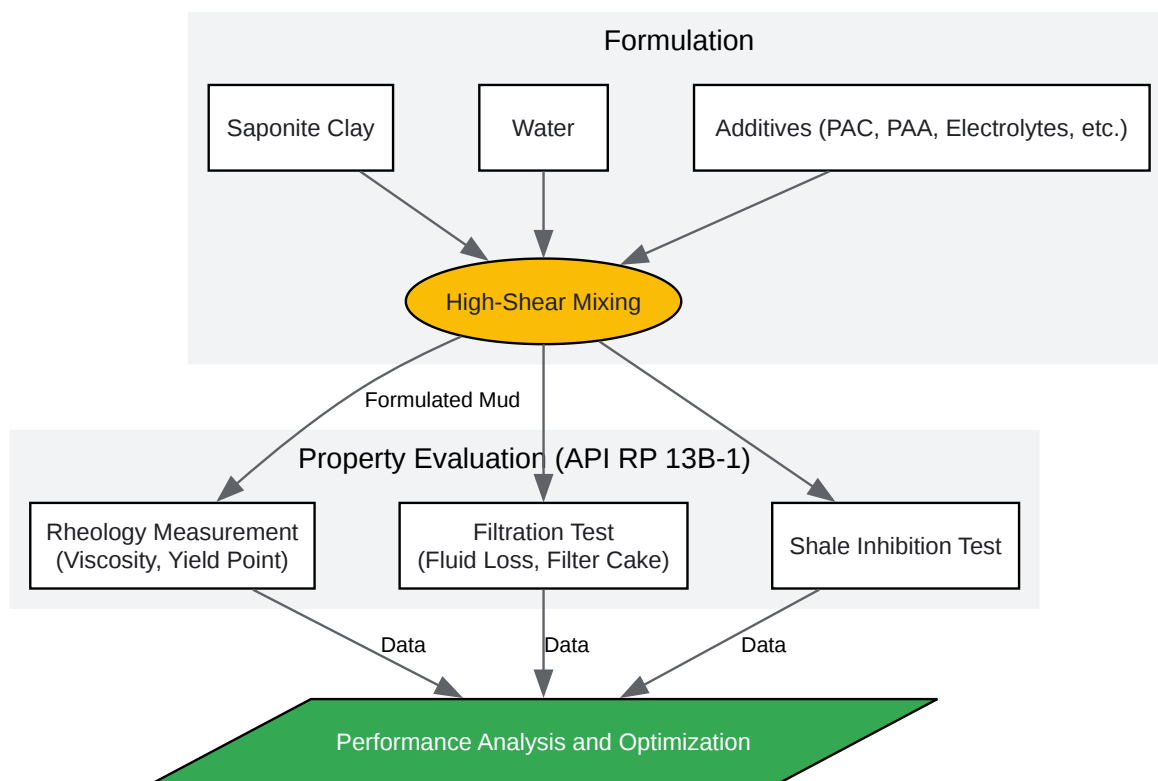 Formulation
Saponite Clay
Water
Additives (PAC, PAA, Electrolytes, etc.)
High-Shear Mixing
Formulated Mud
Property Evaluation (API RP 13B-1)
Rheology Measurement
(Viscosity, Yield Point)
Filtration Test
(Fluid Loss, Filter Cake)
Shale Inhibition Test
Data
Data
Data
Performance Analysis and Optimization